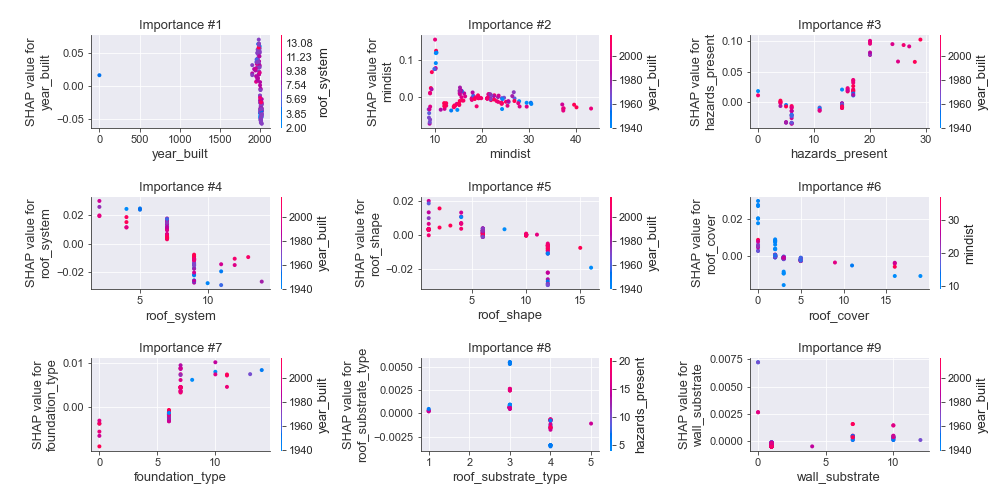 Importance #1
Importance #2
Importance #3
SHAP value for
year_built
0.05
0.00
−0.05
0
500
1000
1500
2000
year_built
13.08
11.23
9.38
7.54
5.69
3.85
2.00
roof_system
SHAP value for
mindist
0.1
0.0
10
20
30
40
mindist
2000
1980
1960
1940
year_built
SHAP value for
hazards_present
0.10
0.05
0.00
0
10
20
30
hazards_present
2000
1980
1960
1940
year_built
Importance #4
Importance #5
Importance #6
SHAP value for
roof_system
0.02
0.00
−0.02
5
10
roof_system
2000
1980
1960
1940
year_built
SHAP value for
roof_shape
0.02
0.00
−0.02
5
10
15
roof_shape
2000
1980
1960
1940
year_built
SHAP value for
roof_cover
0.02
0.00
0
5
10
15
roof_cover
30
20
10
mindist
Importance #7
Importance #8
Importance #9
SHAP value for
foundation_type
0.01
0.00
0
5
10
foundation_type
2000
1980
1960
1940
year_built
SHAP value for
roof_substrate_type
0.0050
0.0025
0.0000
−0.0025
1
2
3
4
5
roof_substrate_type
20
15
10
5
hazards_present
SHAP value for
wall_substrate
0.0075
0.0050
0.0025
0.0000
0
5
10
wall_substrate
2000
1980
1960
1940
year_built